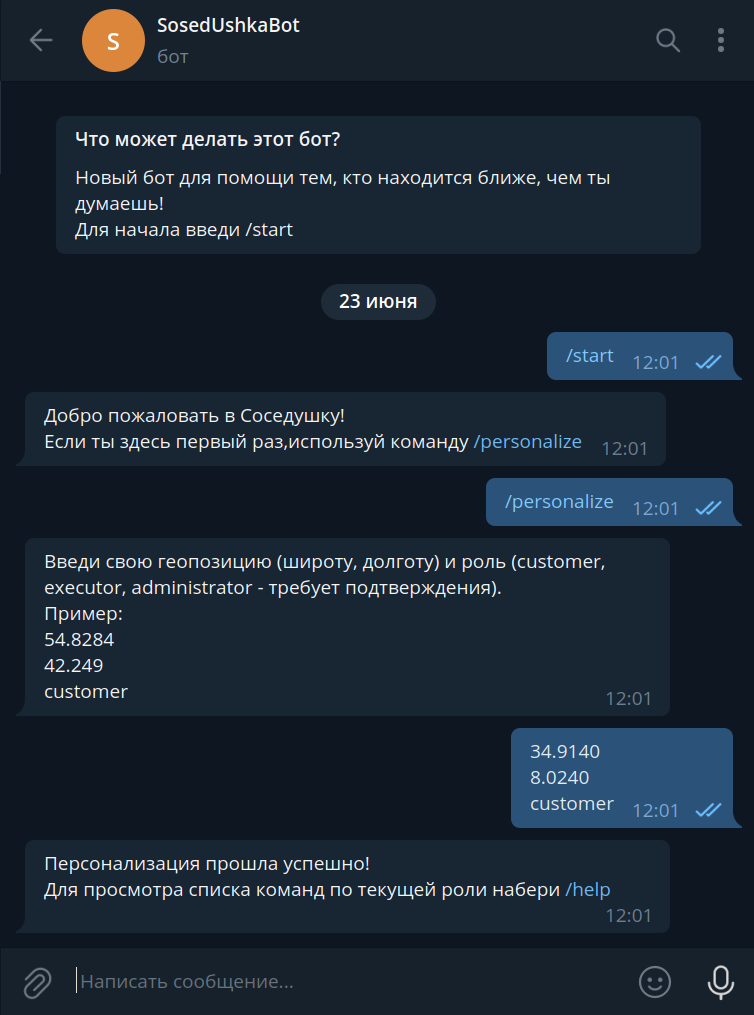 SosedUshkaBot
бот
Что может делать этот бот?
Новый бот для помощи тем, кто находится ближе, чем ты
думаешь!
Для начала введи /start
23 июня
/start 12:01
Добро пожаловать в Соседушку!
Если ты здесь первый раз,используй команду /personalize 12:01
/personalize 12:01
Введи свою геопозицию (широту, долготу) и роль (customer,
executor, administrator - требует подтверждения).
Пример:
54.8284
42.249
customer 12:01
34.9140
8.0240
customer 12:01
Персонализация прошла успешно!
Для просмотра списка команд по текущей роли набери /help
12:01
Написать сообщение...